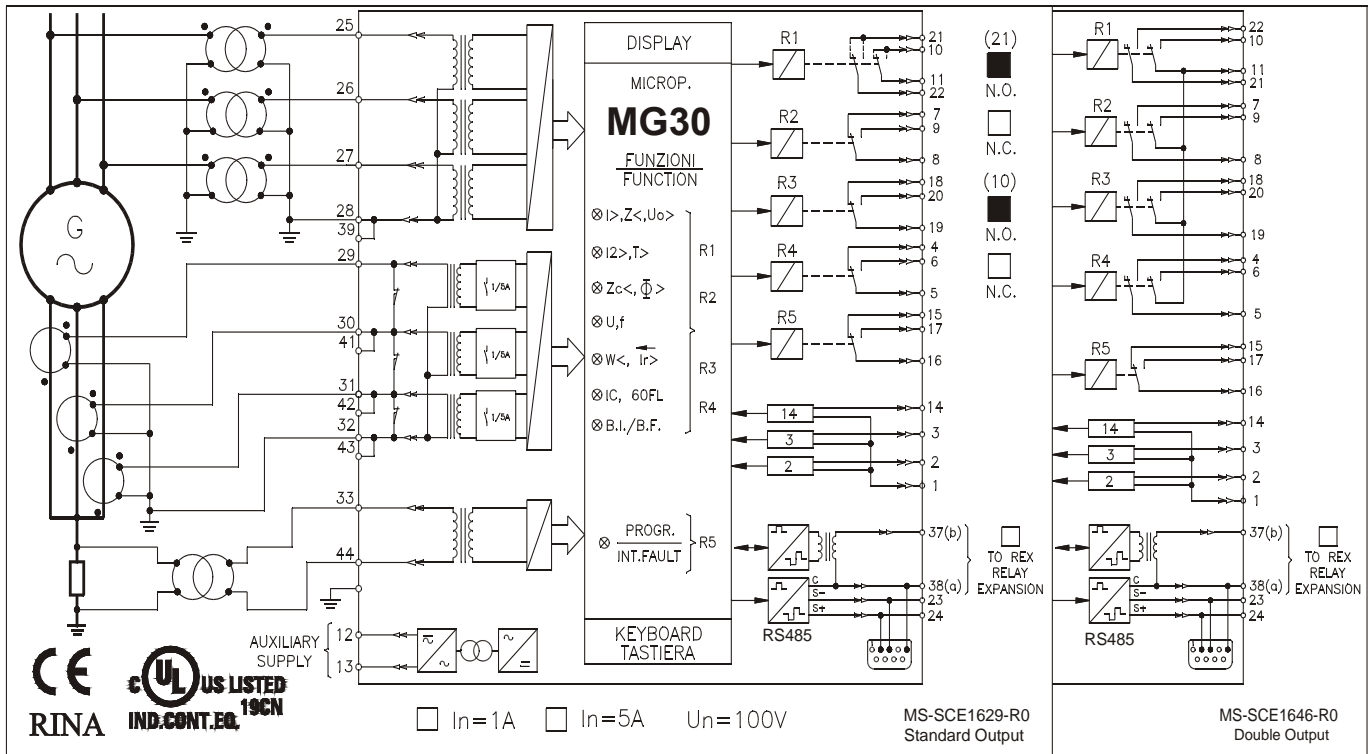 25
26
27
28
39
29
30
41
31
42
32
43
33
44
12
13
G
AUXILIARY
SUPPLY
1/5A
1/5A
1/5A
DISPLAY
MICROP.
MG30
FUNZIONI
FUNCTION
⊗ I>,Z<,Uo>
⊗ I2>,T>
⊗ Zc<,Φ>
⊗ U,f
⊗ W<, Ir>
⊗ IC, 60FL
⊗ B.I./B.F.
R1
R2
R3
R4
⊗ PROGR.
INT.FAULT
R5
KEYBOARD
TASTIERA
R1
R2
R3
R4
R5
21
10
11
22
7
9
8
18
20
19
4
6
5
15
17
16
14
14
3
3
2
2
1
37(b)
C
38(a)
S-
23
S+
24
RS485
TO REX
RELAY
EXPANSION
(21)
N.O.
N.C.
(10)
N.O.
N.C.
R1
R2
R3
R4
R5
22
10
11
21
7
9
8
18
20
19
4
6
5
15
17
16
14
14
3
3
2
2
1
37(b)
C
38(a)
S-
23
S+
24
RS485
TO REX
RELAY
EXPANSION
CE
RINA
C UL US LISTED
19CN
IND.CONT.EQ.
In=1A
In=5A
Un=100V
MS-SCE1629-R0
Standard Output
MS-SCE1646-R0
Double Output